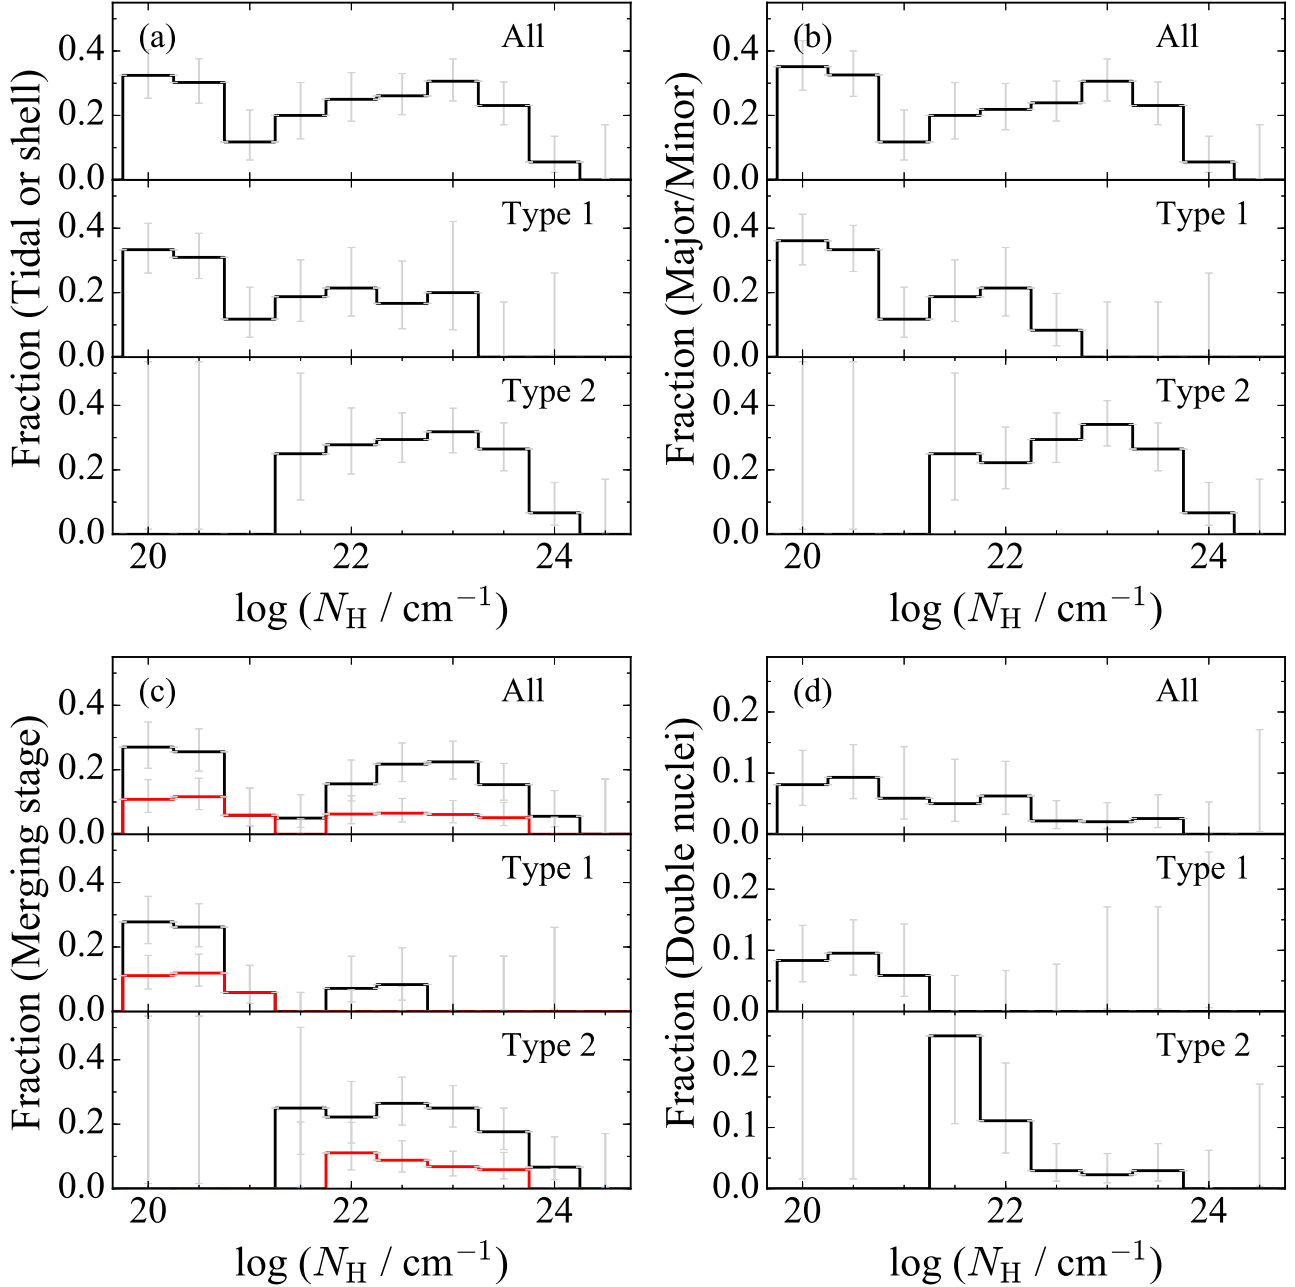 (a) All
0.4
0.2
0.0
Type 1
0.4
0.2
0.0
Type 2
0.4
0.2
0.0
20 22 24
log (N_H / cm⁻¹)
Fraction (Tidal or shell)
(b) All
0.4
0.2
0.0
Type 1
0.4
0.2
0.0
Type 2
0.4
0.2
0.0
20 22 24
log (N_H / cm⁻¹)
Fraction (Major/Minor)
(c) All
0.4
0.2
0.0
Type 1
0.4
0.2
0.0
Type 2
0.4
0.2
0.0
20 22 24
log (N_H / cm⁻¹)
Fraction (Merging stage)
(d) All
0.2
0.1
0.0
Type 1
0.2
0.1
0.0
Type 2
0.2
0.1
0.0
20 22 24
log (N_H / cm⁻¹)
Fraction (Double nuclei)